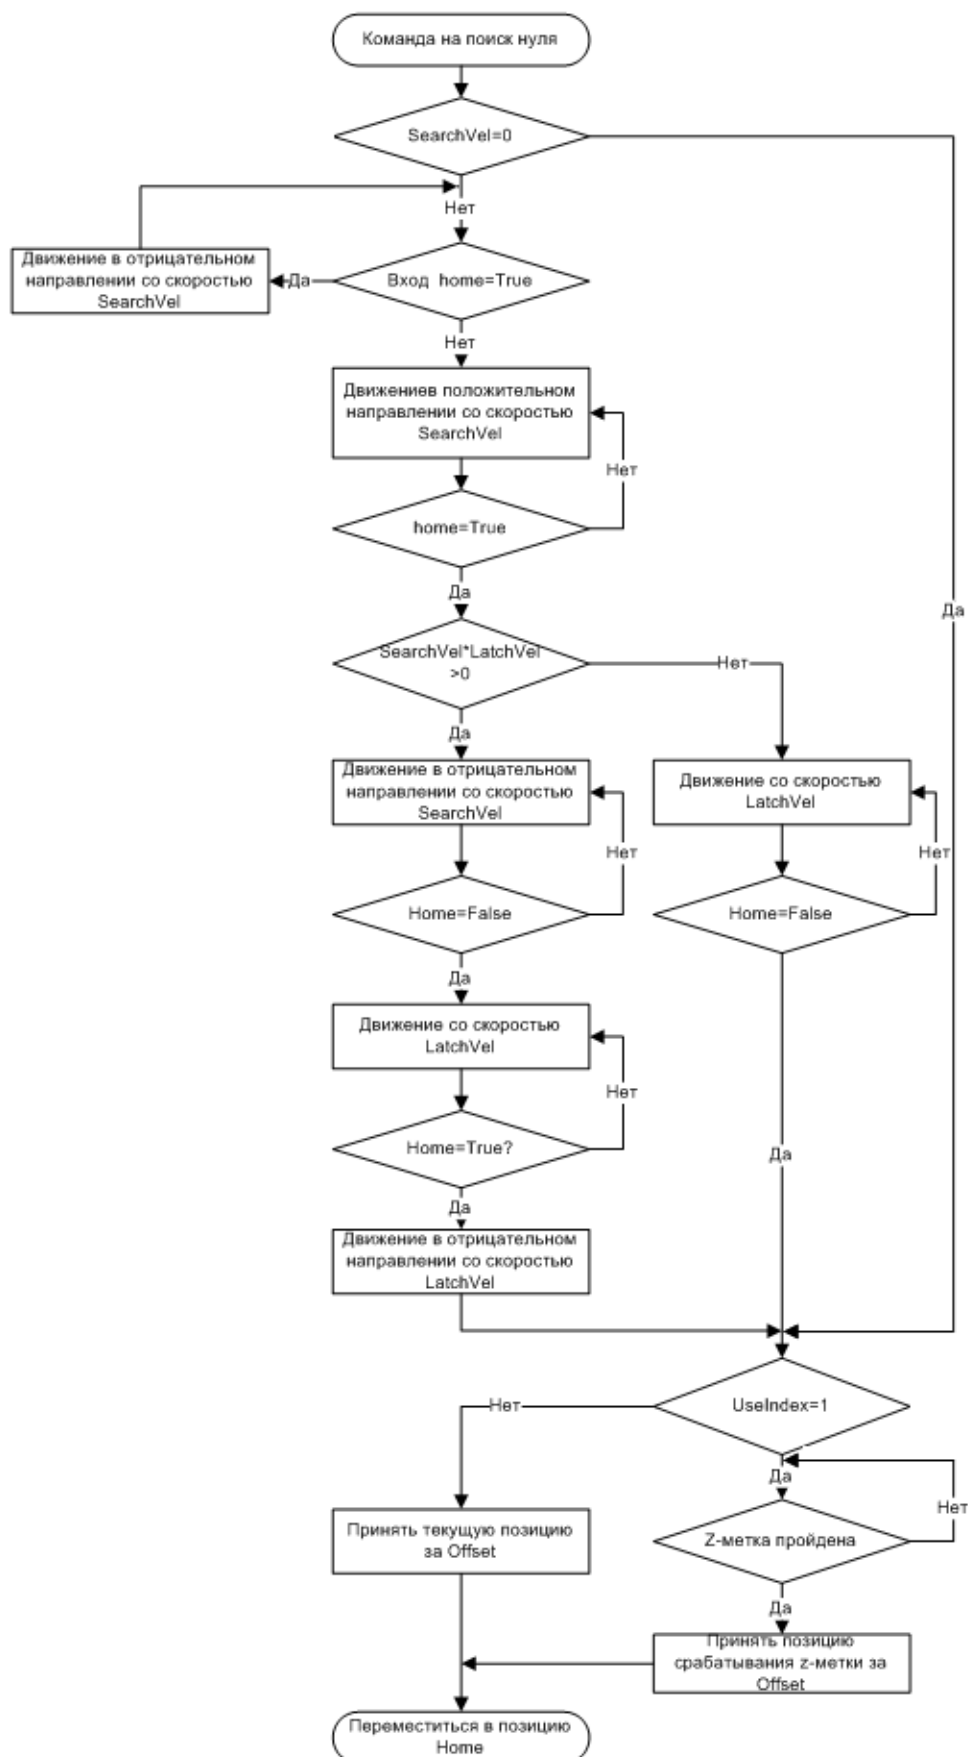 Команда на поиск нуля
SearchVel=0
Нет
Движение в отрицательном
направлении со скоростью
SearchVel
Да
Вход home=True
Нет
Движениев положительном
направлении со скоростью
SearchVel
Нет
home=True
Да
Да
SearchVel*LatchVel
>0
Нет
Да
Движение в отрицательном
направлении со скоростью
SearchVel
Движение со скоростью
LatchVel
Нет
Нет
Home=False
Home=False
Да
Движение со скоростью
LatchVel
Нет
Home=True?
Да
Да
Движение в отрицательном
направлении со скоростью
LatchVel
Нет
UseIndex=1
Да
Нет
Принять текущую позицию
за Offset
Z-метка пройдена
Да
Принять позицию
срабатывания z-метки за
Offset
Переместиться в позицию
Home